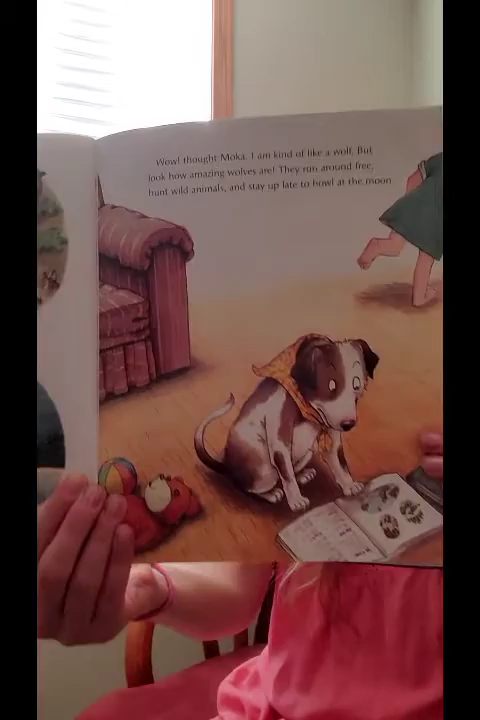 Wow! thought Moka. I am kind of like a wolf. But
look how amazing wolves are! They run around free,
hunt wild animals, and stay up late to howl at the moon